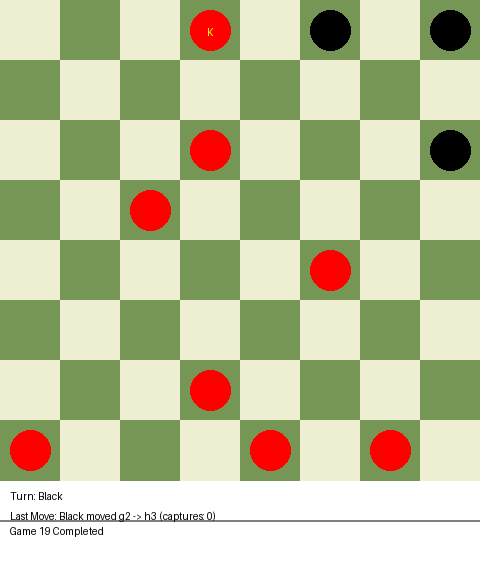 K
Turn: Black
Last Move: Black moved g2 -> h3 (captures: 0)
Game 19 Completed